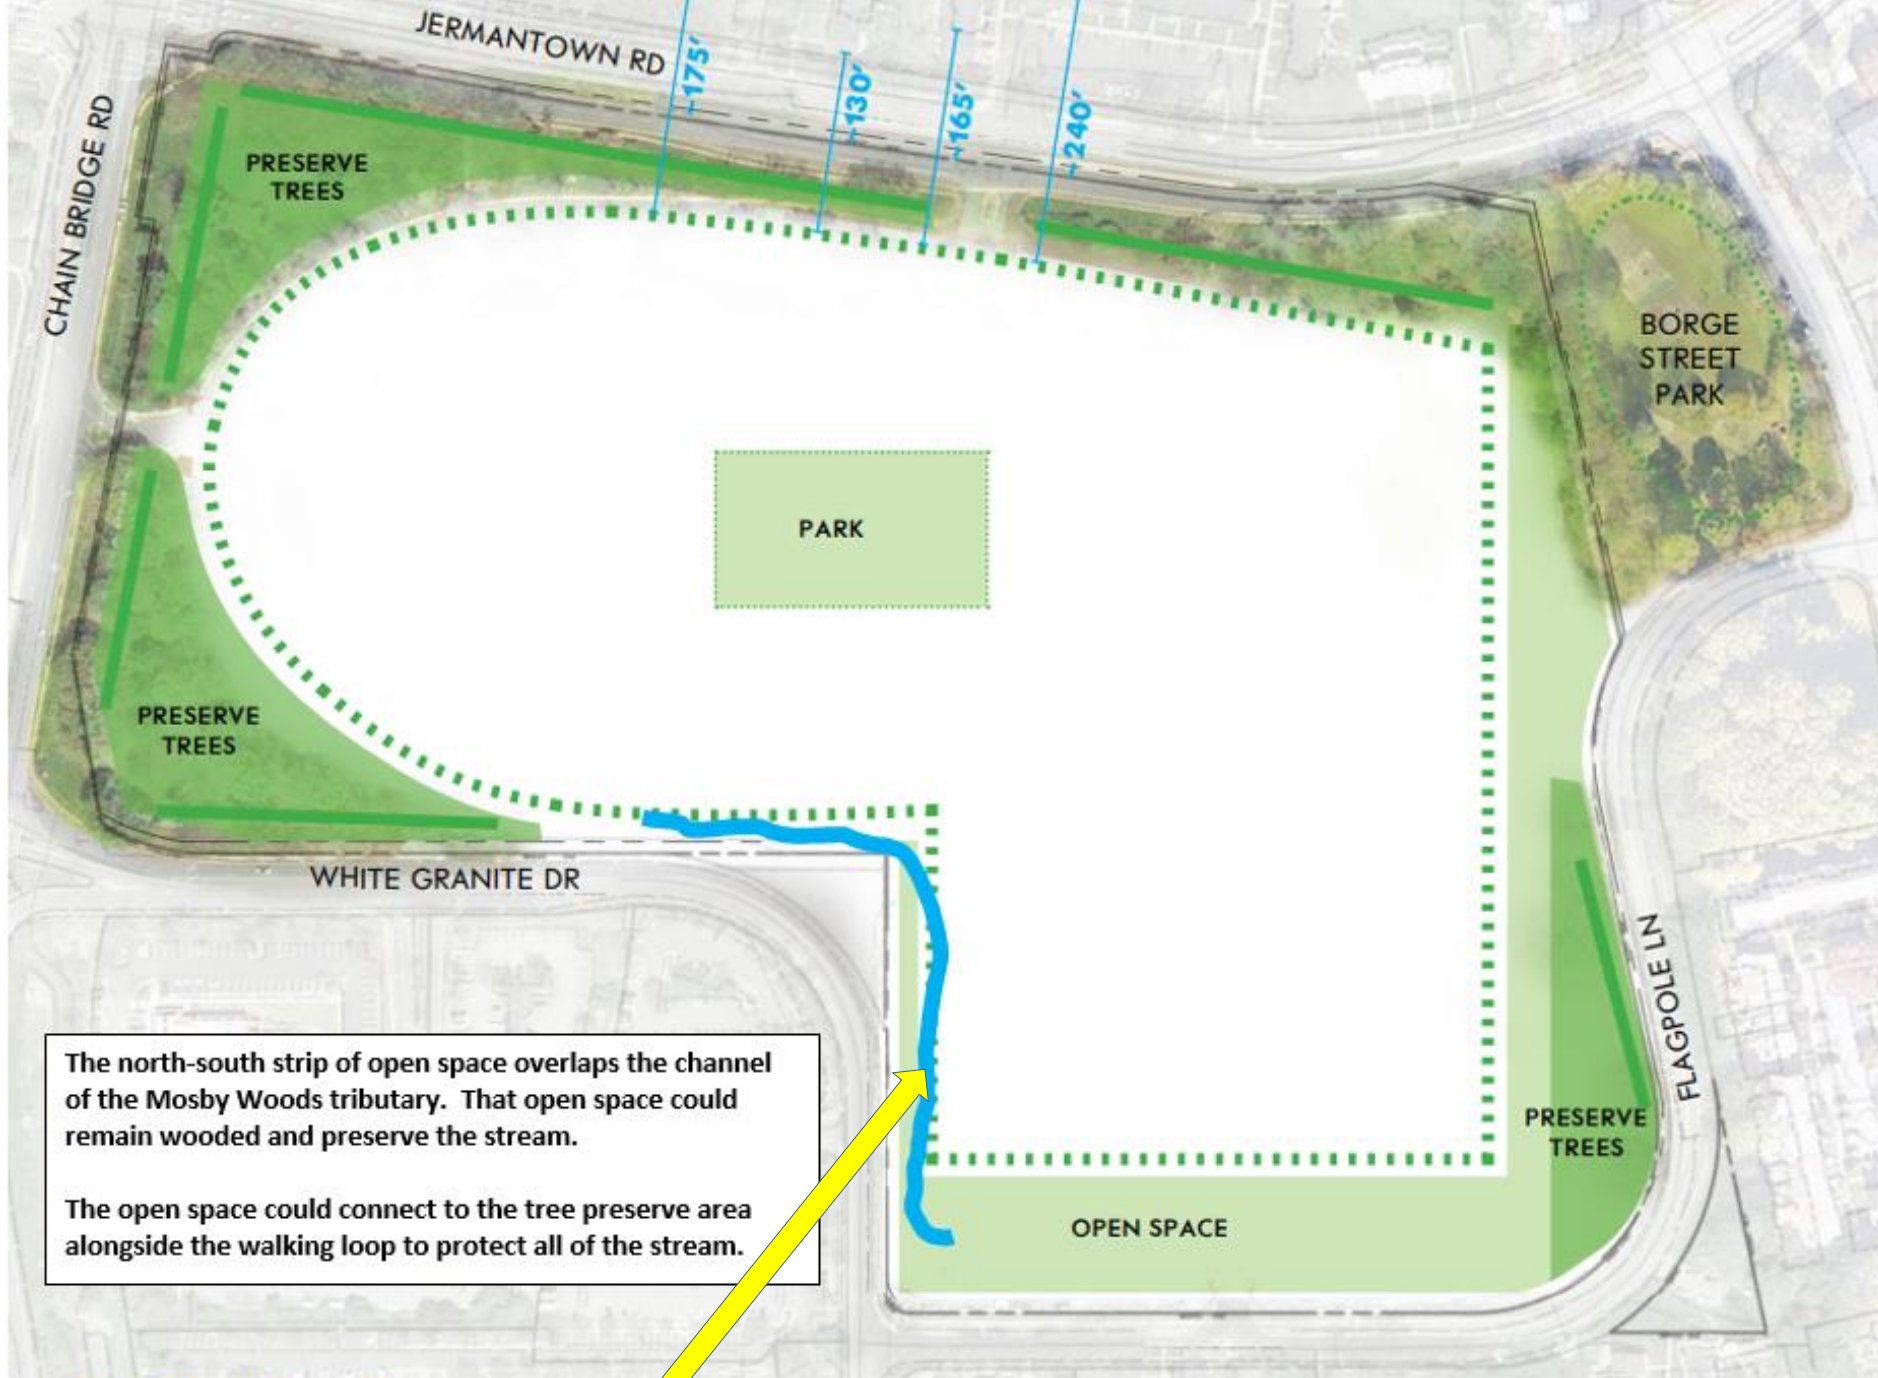 JERMANTOWN RD
~175'
~130'
~165'
~240'
CHAIN BRIDGE RD
PRESERVE
TREES
BORGE
STREET
PARK
PARK
PRESERVE
TREES
WHITE GRANITE DR
FLAGPOLE LN
The north-south strip of open space overlaps the channel
of the Mosby Woods tributary.  That open space could
remain wooded and preserve the stream.
The open space could connect to the tree preserve area
alongside the walking loop to protect all of the stream.
PRESERVE
TREES
OPEN SPACE